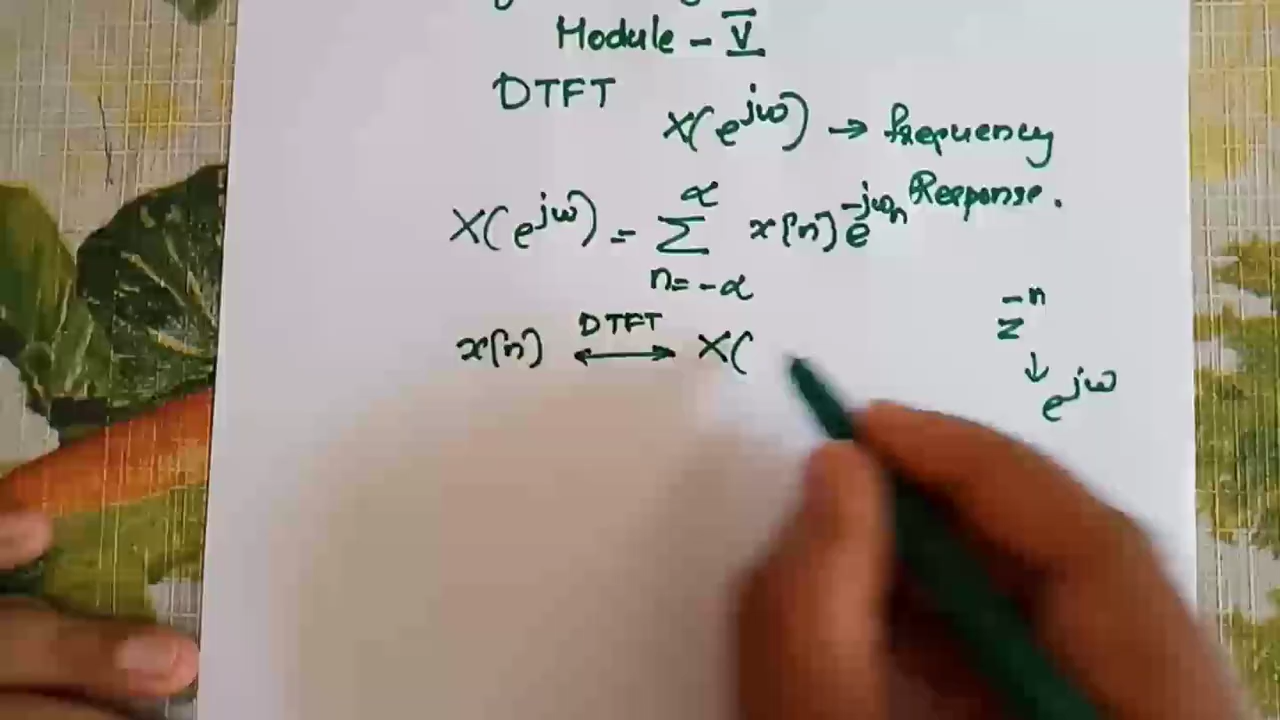 Module - V
DTFT
X(e^jω) → frequency
Response.
X(e^jω) = ∑_{n=-α}^{α} x[n] e^-jωn
z^-n
↓
e^jω
x[n] ←DTFT→ X(